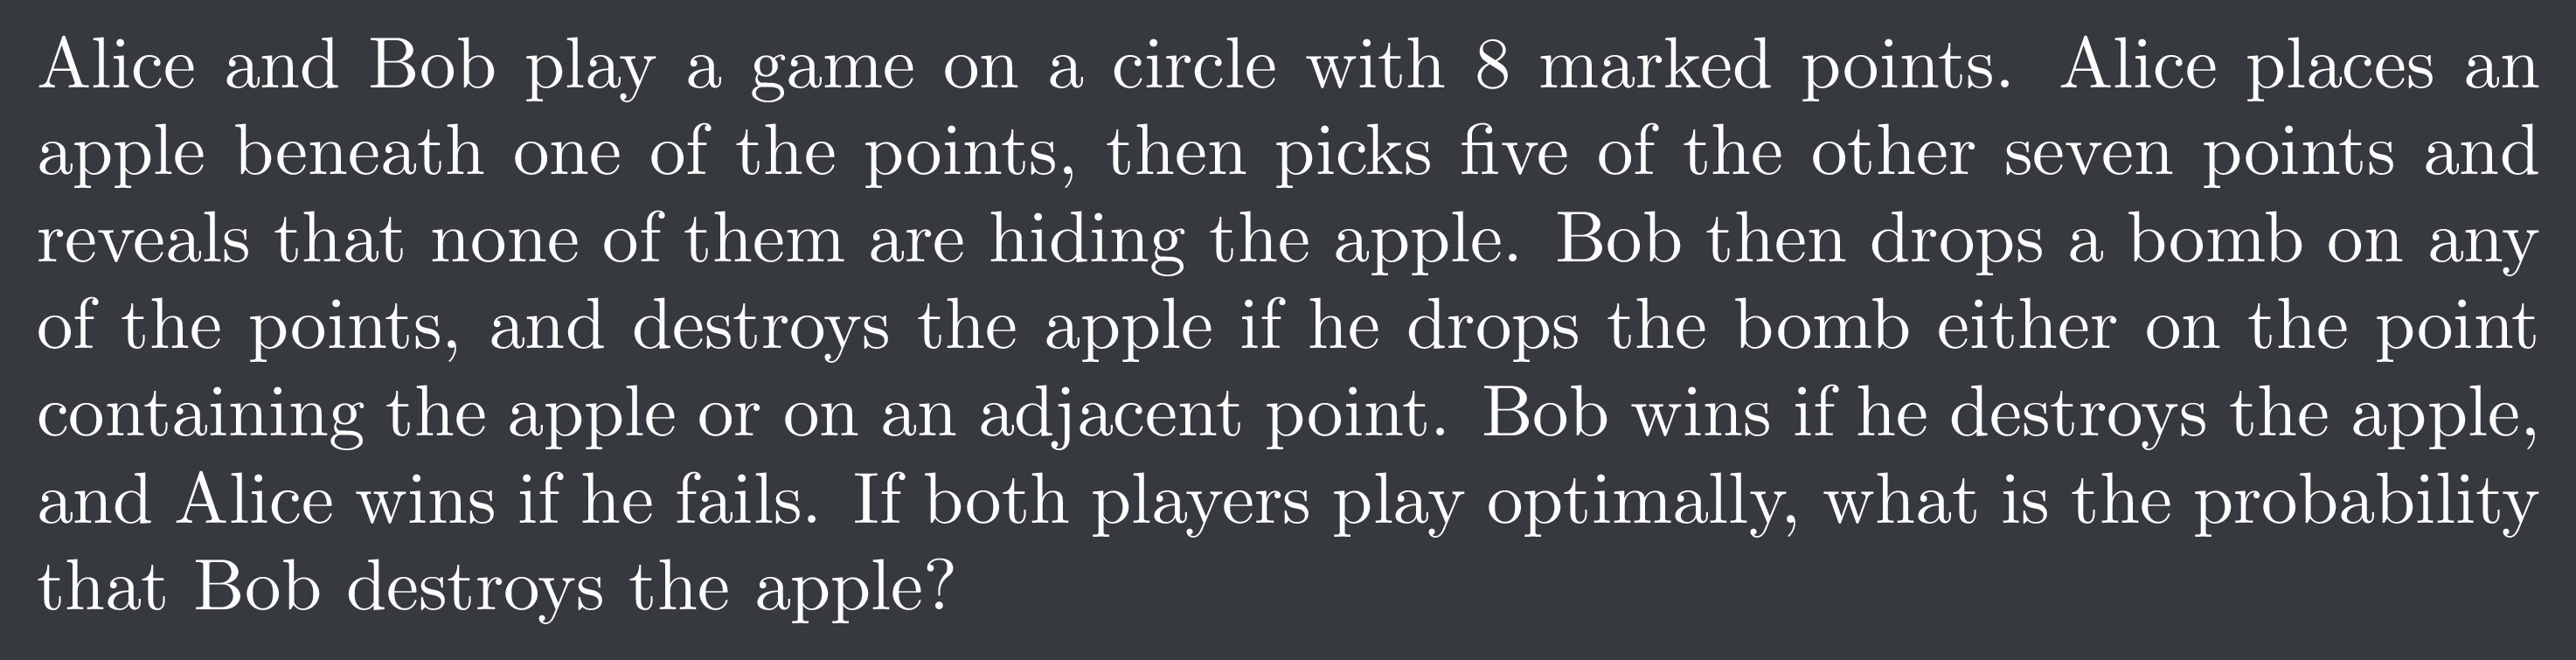 Alice and Bob play a game on a circle with 8 marked points. Alice places an
apple beneath one of the points, then picks five of the other seven points and
reveals that none of them are hiding the apple. Bob then drops a bomb on any
of the points, and destroys the apple if he drops the bomb either on the point
containing the apple or on an adjacent point. Bob wins if he destroys the apple,
and Alice wins if he fails. If both players play optimally, what is the probability
that Bob destroys the apple?